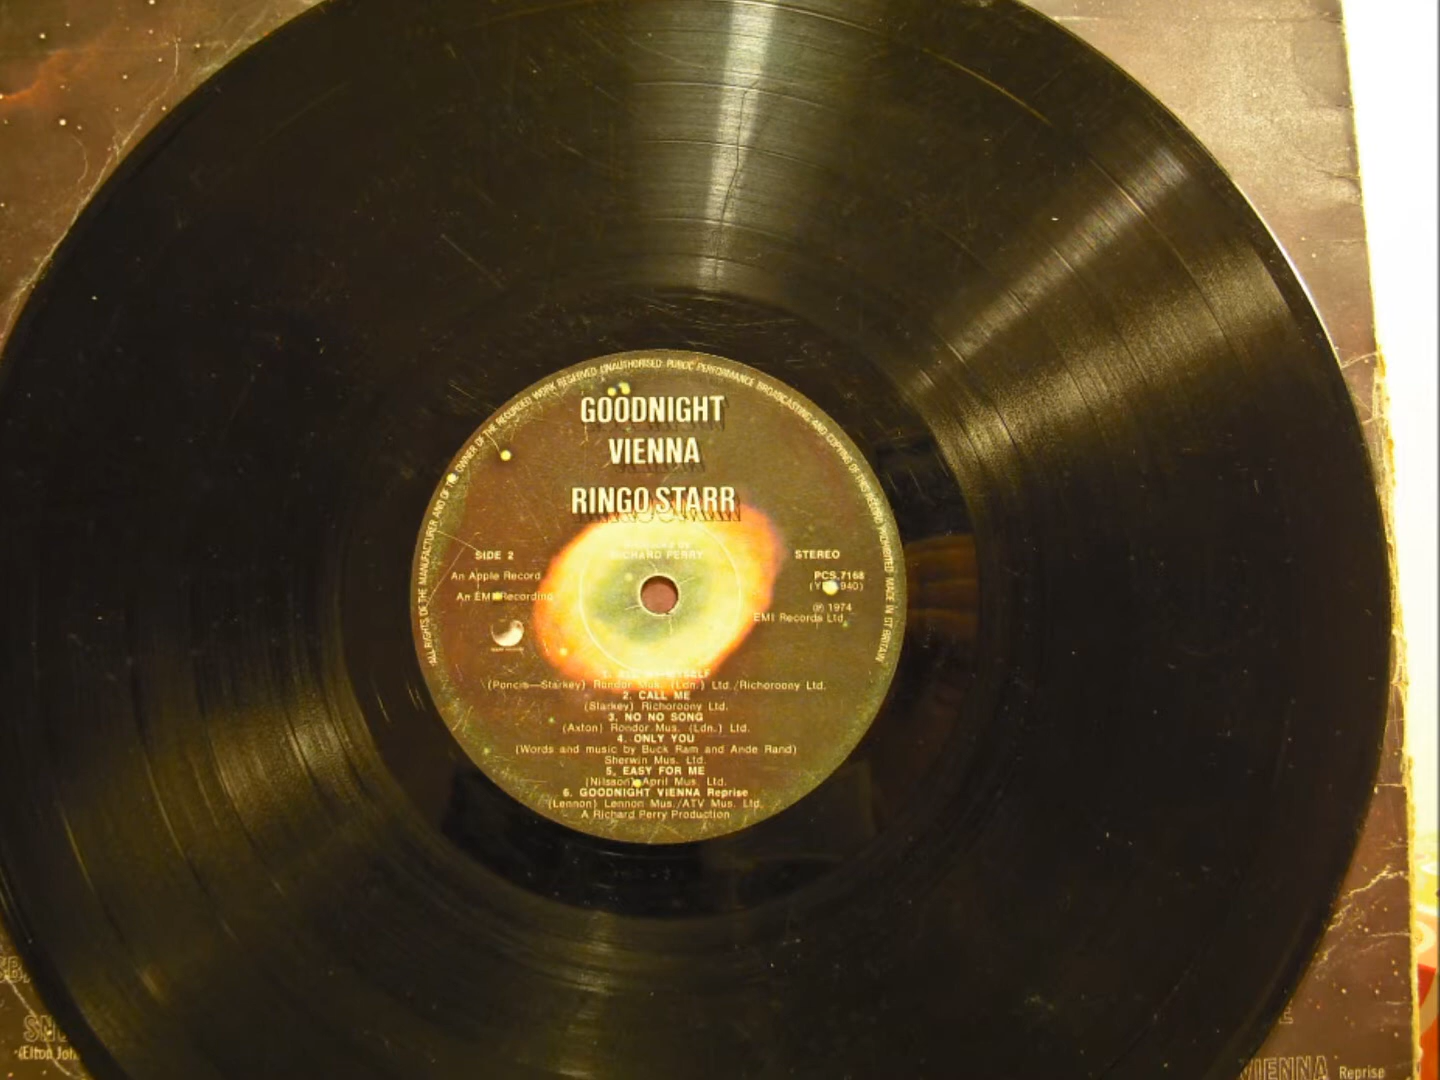 ALL RIGHTS OF THE MANUFACTURER AND OF THE OWNER OF THE RECORDED WORK RESERVED UNAUTHORISED PUBLIC PERFORMANCE BROADCASTING AND COPYING OF THIS RECORD PROHIBITED MADE IN GT BRITAIN
GOODNIGHT
VIENNA
RINGO STARR
RICHARD PERRY
SIDE 2
STEREO
An Apple Record
PCS.7168
An EMI Recording
℗ 1974
EMI Records Ltd.
(Poncia—Starkey) Rondor Mus. (Ldn.) Ltd./Richoroony Ltd.
2. CALL ME
(Starkey) Richoroony Ltd.
3. NO NO SONG
(Axton) Rondor Mus. (Ldn.) Ltd.
4. ONLY YOU
(Words and music by Buck Ram and Ande Rand)
Sherwin Mus. Ltd.
5. EASY FOR ME
(Nilsson) April Mus. Ltd.
6. GOODNIGHT VIENNA Reprise
(Lennon) Lennon Mus./ATV Mus. Ltd.
A Richard Perry Production
(Elton John
VIENNA Reprise